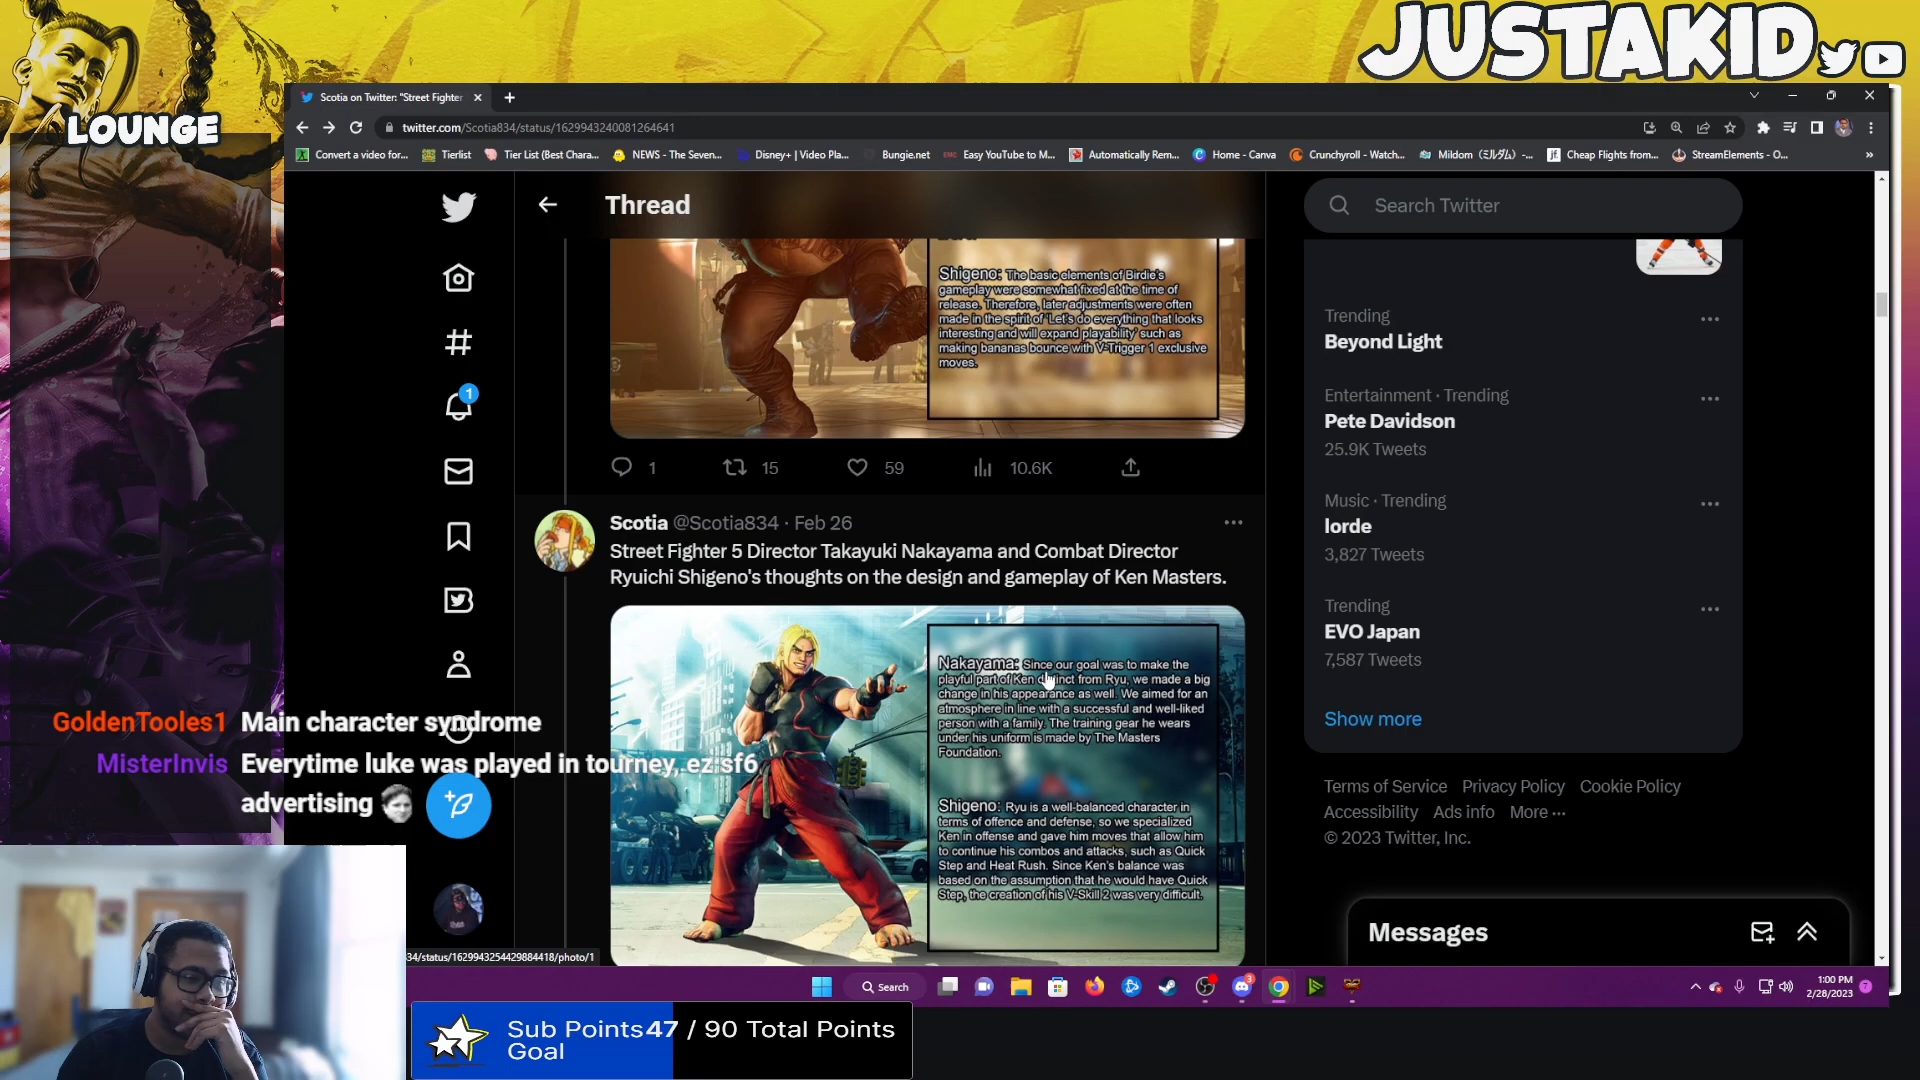 LOUNGE
JUSTAKID
Scotia on Twitter: "Street Fighter
twitter.com/Scotia834/status/1629943240081264641
Convert a video for...
Tierlist
Tier List (Best Chara...
NEWS - The Seven...
Disney+ | Video Pla...
Bungie.net
Easy YouTube to M...
Automatically Rem...
Home - Canva
Crunchyroll - Watch...
Mildom (ミルダム) -...
Cheap Flights from...
StreamElements - O...
Thread
Shigeno: The basic elements of Birdie's
gameplay were somewhat fixed at the time of
release. Therefore, later adjustments were often
made in the spirit of 'Let's do everything that looks
interesting and will expand playability' such as
making bananas bounce with V-Trigger 1 exclusive
moves.
1
15
59
10.6K
Scotia @Scotia834 · Feb 26
Street Fighter 5 Director Takayuki Nakayama and Combat Director
Ryuichi Shigeno's thoughts on the design and gameplay of Ken Masters.
Nakayama: Since our goal was to make the
playful part of Ken distinct from Ryu, we made a big
change in his appearance as well. We aimed for an
atmosphere in line with a successful and well-liked
person with a family. The training gear he wears
under his uniform is made by The Masters
Foundation.
Shigeno: Ryu is a well-balanced character in
terms of offence and defense, so we specialized
Ken in offense and gave him moves that allow him
to continue his combos and attacks, such as Quick
Step and Heat Rush. Since Ken's balance was
based on the assumption that he would have Quick
Step, the creation of his V-Skill 2 was very difficult.
Search Twitter
Trending
Beyond Light
Entertainment · Trending
Pete Davidson
25.9K Tweets
Music · Trending
lorde
3,827 Tweets
Trending
EVO Japan
7,587 Tweets
Show more
Terms of Service Privacy Policy Cookie Policy
Accessibility Ads info More ···
© 2023 Twitter, Inc.
Messages
1
GoldenTooles1 Main character syndrome
MisterInvis Everytime luke was played in tourney, ez sf6
advertising
34/status/1629943254429884418/photo/1
Search
3
1:00 PM
2/28/2023
7
Sub Points 47 / 90 Total Points
Goal